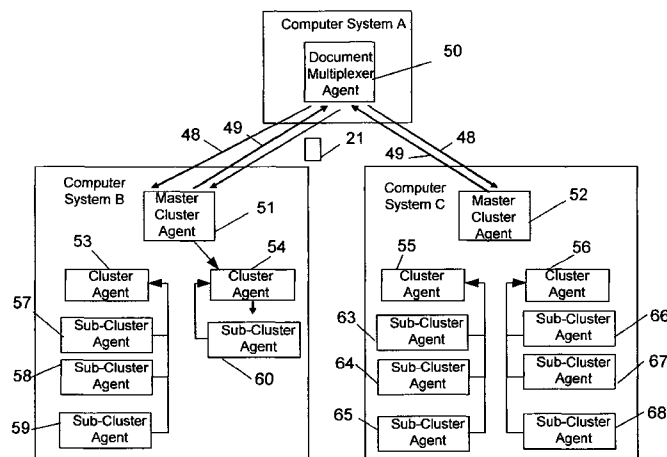 Computer System A
50
Document
Multiplexer
Agent
48
49
21
49
48
Computer
System B
Master
Cluster
Agent
51
Computer
System C
Master
Cluster
Agent
52
53
54
55
56
Cluster
Agent
Cluster
Agent
Cluster
Agent
Cluster
Agent
57
Sub-Cluster
Agent
Sub-Cluster
Agent
60
63
Sub-Cluster
Agent
Sub-Cluster
Agent
66
58
Sub-Cluster
Agent
64
Sub-Cluster
Agent
Sub-Cluster
Agent
67
59
Sub-Cluster
Agent
65
Sub-Cluster
Agent
Sub-Cluster
Agent
68